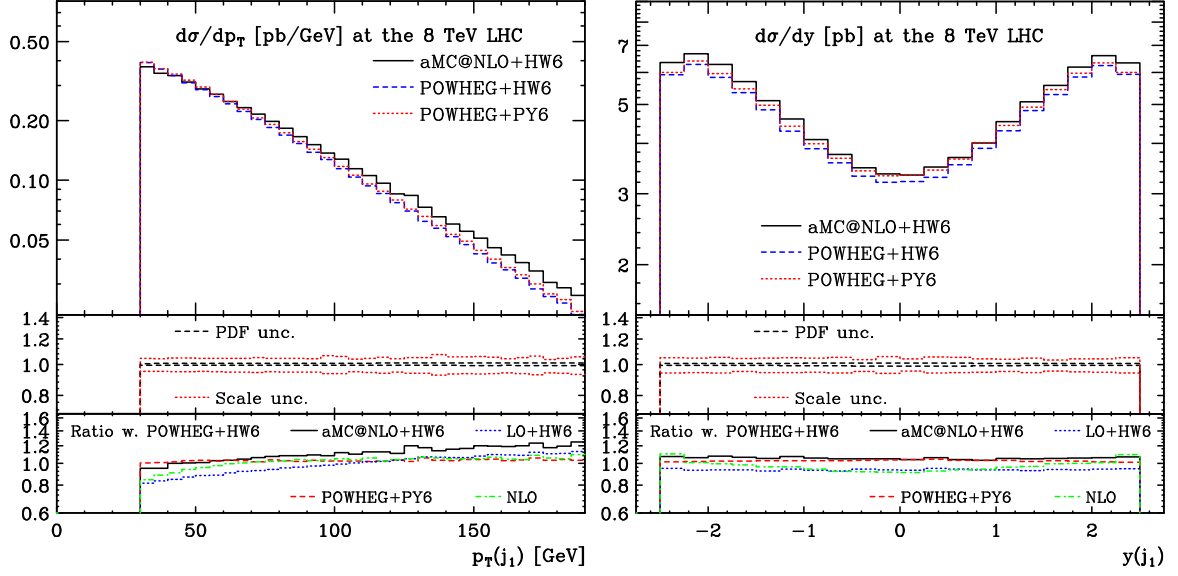 dσ/dp_T [pb/GeV] at the 8 TeV LHC
aMC@NLO+HW6
POWHEG+HW6
POWHEG+PY6
0.50
0.20
0.10
0.05
PDF unc.
Scale unc.
1.4
1.2
1.0
0.8
Ratio w. POWHEG+HW6 aMC@NLO+HW6 LO+HW6
POWHEG+PY6 NLO
1.6
1.4
1.2
1.0
0.8
0.6
0 50 100 150
p_T(j₁) [GeV]
dσ/dy [pb] at the 8 TeV LHC
7
5
3
2
aMC@NLO+HW6
POWHEG+HW6
POWHEG+PY6
PDF unc.
Scale unc.
1.4
1.2
1.0
0.8
Ratio w. POWHEG+HW6 aMC@NLO+HW6 LO+HW6
POWHEG+PY6 NLO
1.6
1.4
1.2
1.0
0.8
0.6
−2 −1 0 1 2
y(j₁)